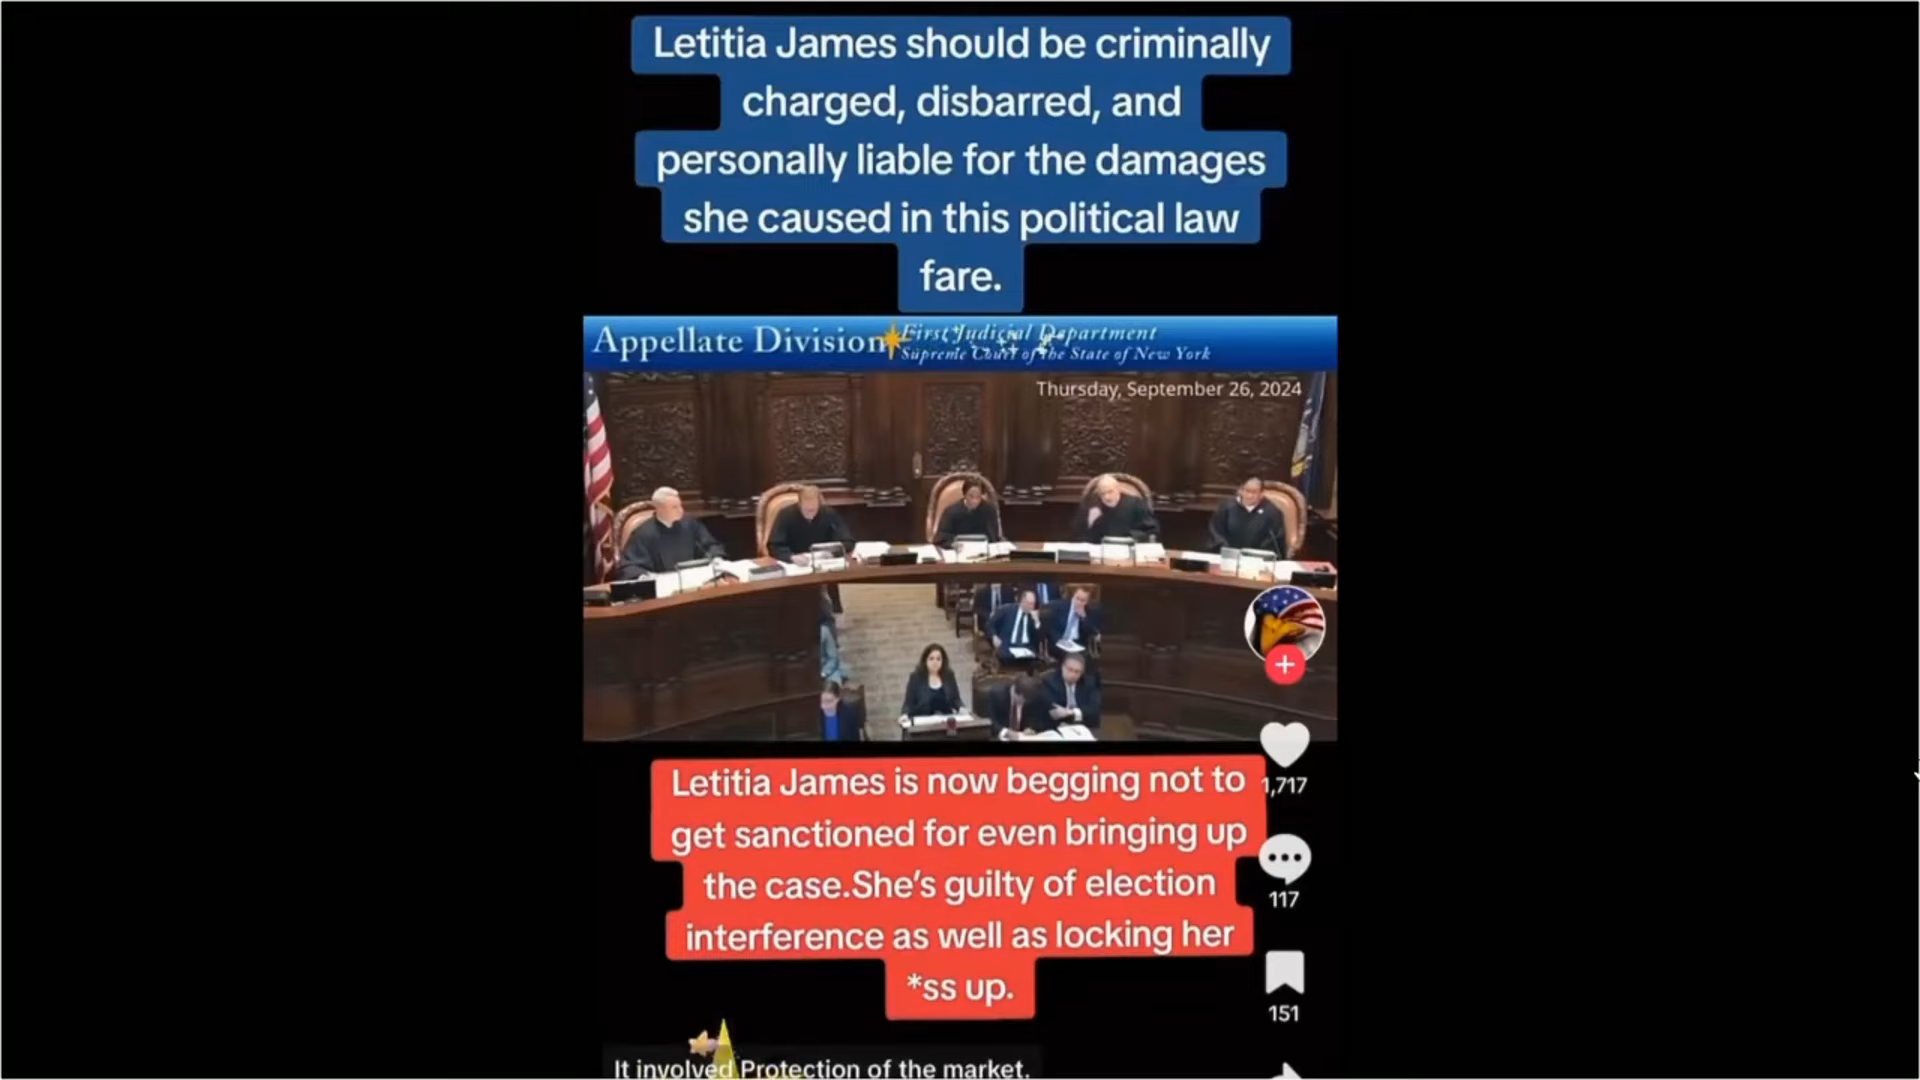 Letitia James should be criminally
charged, disbarred, and
personally liable for the damages
she caused in this political law
fare.
Appellate Division
First Judicial Department
Supreme Court of the State of New York
Thursday, September 26, 2024
Letitia James is now begging not to
get sanctioned for even bringing up
the case.She's guilty of election
interference as well as locking her
*ss up.
1,717
117
151
It involved Protection of the market.